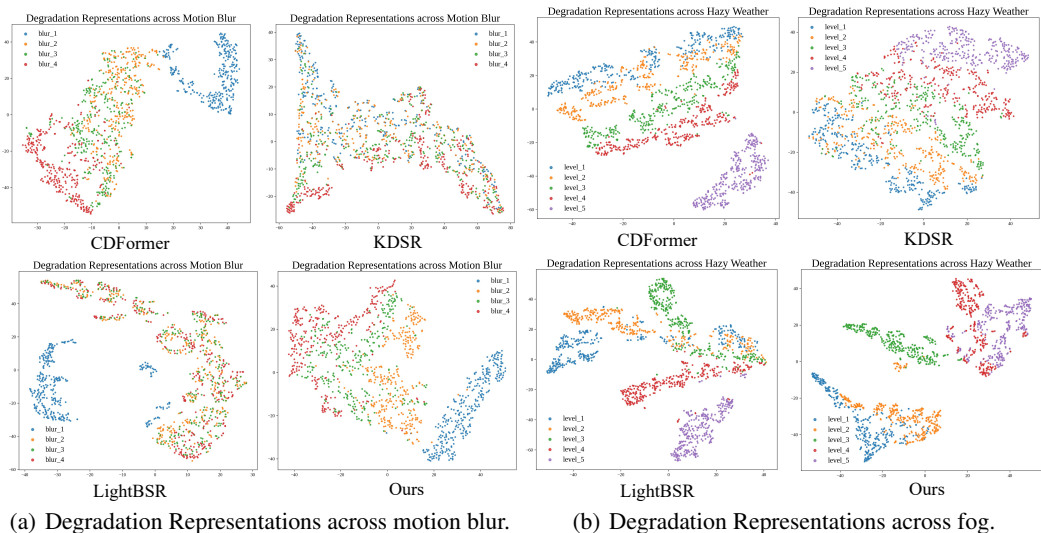 Degradation Representations across Motion Blur
blur_1
blur_2
blur_3
blur_4
CDFormer
Degradation Representations across Motion Blur
blur_1
blur_2
blur_3
blur_4
KDSR
Degradation Representations across Hazy Weather
level_1
level_2
level_3
level_4
level_5
CDFormer
Degradation Representations across Hazy Weather
level_1
level_2
level_3
level_4
level_5
KDSR
Degradation Representations across Motion Blur
blur_1
blur_2
blur_3
blur_4
LightBSR
Degradation Representations across Motion Blur
blur_1
blur_2
blur_3
blur_4
Ours
Degradation Representations across Hazy Weather
level_1
level_2
level_3
level_4
level_5
LightBSR
Degradation Representations across Hazy Weather
level_1
level_2
level_3
level_4
level_5
Ours
(a) Degradation Representations across motion blur.
(b) Degradation Representations across fog.